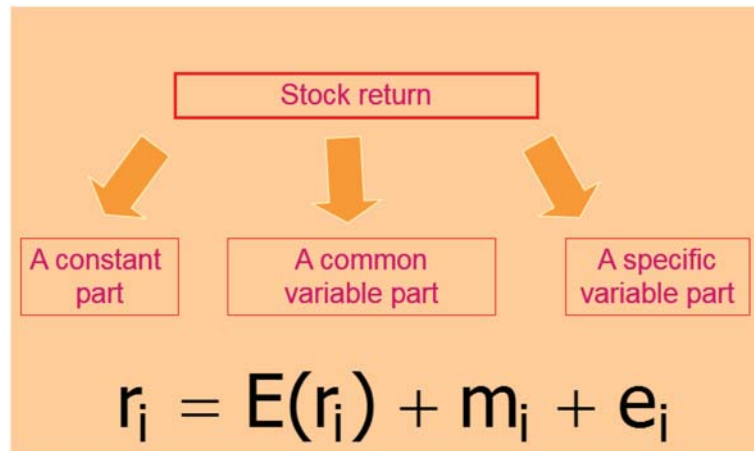 Stock return
A constant
part
A common
variable part
A specific
variable part
rᵢ = E(rᵢ) + mᵢ + eᵢ